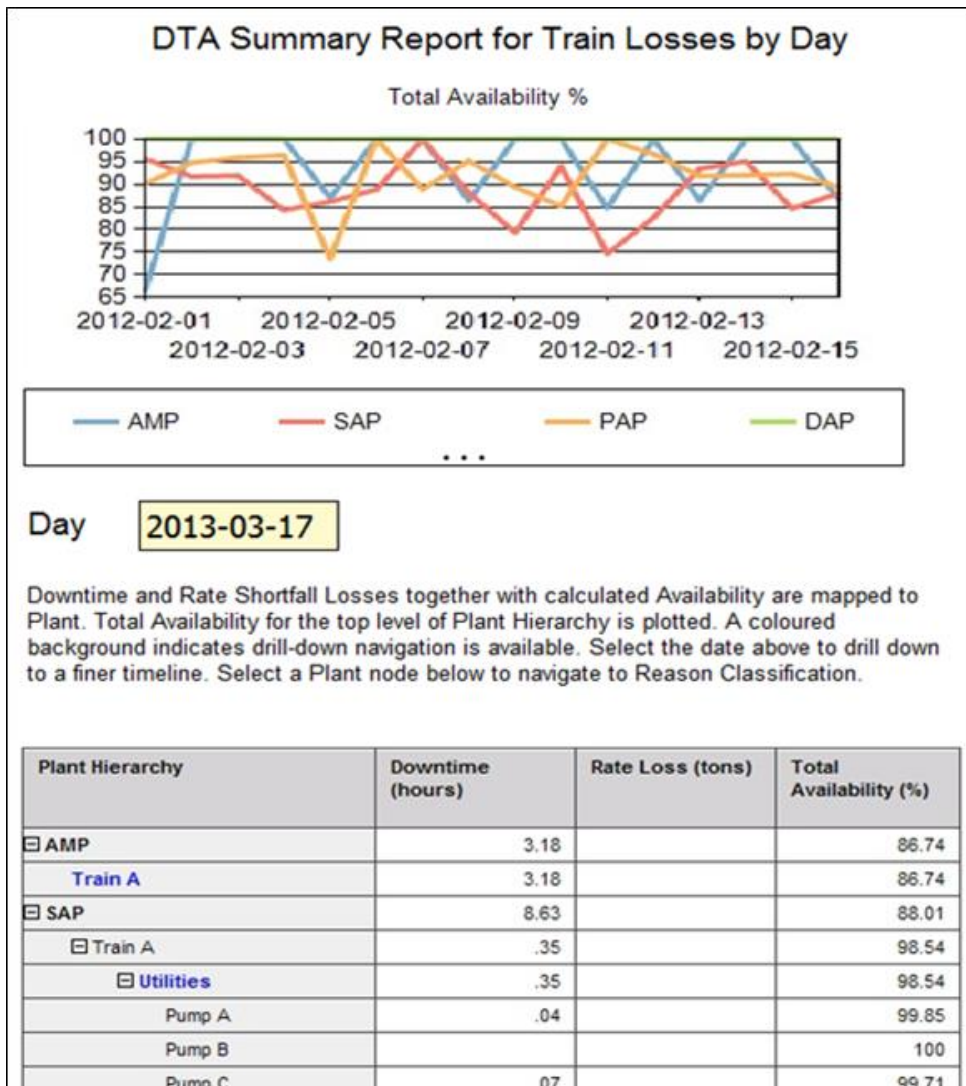 DTA Summary Report for Train Losses by Day
Total Availability %
100
95
90
85
80
75
70
65
2012-02-01 2012-02-05 2012-02-09 2012-02-13
2012-02-03 2012-02-07 2012-02-11 2012-02-15
AMP SAP PAP DAP
...
Day 2013-03-17
Downtime and Rate Shortfall Losses together with calculated Availability are mapped to
Plant. Total Availability for the top level of Plant Hierarchy is plotted. A coloured
background indicates drill-down navigation is available. Select the date above to drill down
to a finer timeline. Select a Plant node below to navigate to Reason Classification.
Plant Hierarchy Downtime Rate Loss (tons) Total
(hours) Availability (%)
AMP 3.18 86.74
Train A 3.18 86.74
SAP 8.63 88.01
Train A .35 98.54
Utilities .35 98.54
Pump A .04 99.85
Pump B 100
Pump C .07 99.71